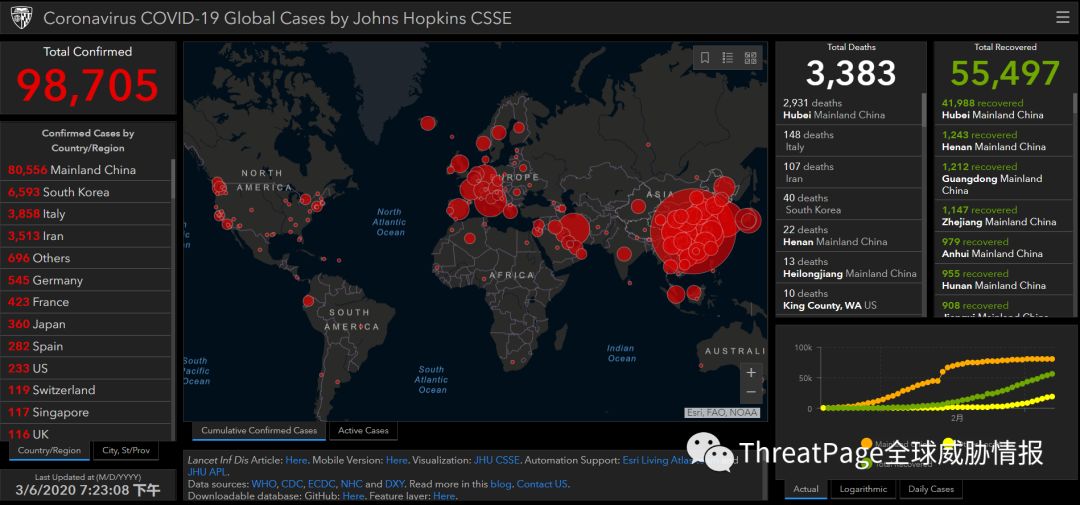 Coronavirus COVID-19 Global Cases by Johns Hopkins CSSE
Total Confirmed
98,705
Confirmed Cases by
Country/Region
80,556 Mainland China
6,593 South Korea
3,858 Italy
3,513 Iran
696 Others
545 Germany
423 France
360 Japan
282 Spain
233 US
119 Switzerland
117 Singapore
116 UK
Country/Region
City, St/Prov
Last Updated at (M/D/YYYY)
3/6/2020 7:23:08 下午
NORTH
AMERICA
North
Atlantic
Ocean
EUROPE
ASIA
AFRICA
SOUTH
AMERICA
South
Pacific
Ocean
South
Atlantic
Ocean
Indian
Ocean
AUSTRALI
+
−
Esri, FAO, NOAA
Cumulative Confirmed Cases
Active Cases
Lancet Inf Dis Article: Here. Mobile Version: Here. Visualization: JHU CSSE. Automation Support: Esri Living Atlas
JHU APL.
Data sources: WHO, CDC, ECDC, NHC and DXY. Read more in this blog. Contact US.
Downloadable database: GitHub: Here. Feature layer: Here.
Total Deaths
3,383
2,931 deaths
Hubei Mainland China
148 deaths
Italy
107 deaths
Iran
40 deaths
South Korea
22 deaths
Henan Mainland China
13 deaths
Heilongjiang Mainland China
10 deaths
King County, WA US
Total Recovered
55,497
41,988 recovered
Hubei Mainland China
1,243 recovered
Henan Mainland China
1,212 recovered
Guangdong Mainland
China
1,147 recovered
Zhejiang Mainland China
979 recovered
Anhui Mainland China
955 recovered
Hunan Mainland China
908 recovered
100k
50k
0
2月
ThreatPage全球威胁情报
Actual
Logarithmic
Daily Cases